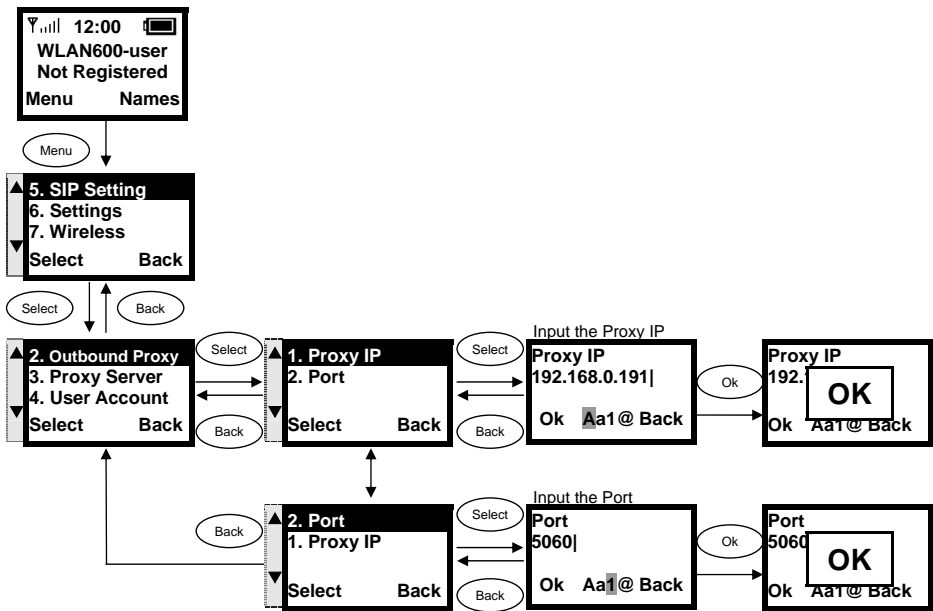 12:00
WLAN600-user
Not Registered
Menu Names
Menu
5. SIP Setting
6. Settings
7. Wireless
Select Back
Select
Back
2. Outbound Proxy
3. Proxy Server
4. User Account
Select Back
Select
Back
1. Proxy IP
2. Port
Select Back
Select
Back
Input the Proxy IP
Proxy IP
192.168.0.191|
Ok Aa1@ Back
Ok
Proxy IP
192.
OK
Ok Aa1@ Back
Back
2. Port
1. Proxy IP
Select Back
Select
Back
Input the Port
Port
5060|
Ok Aa1@ Back
Ok
Port
5060
OK
Ok Aa1@ Back